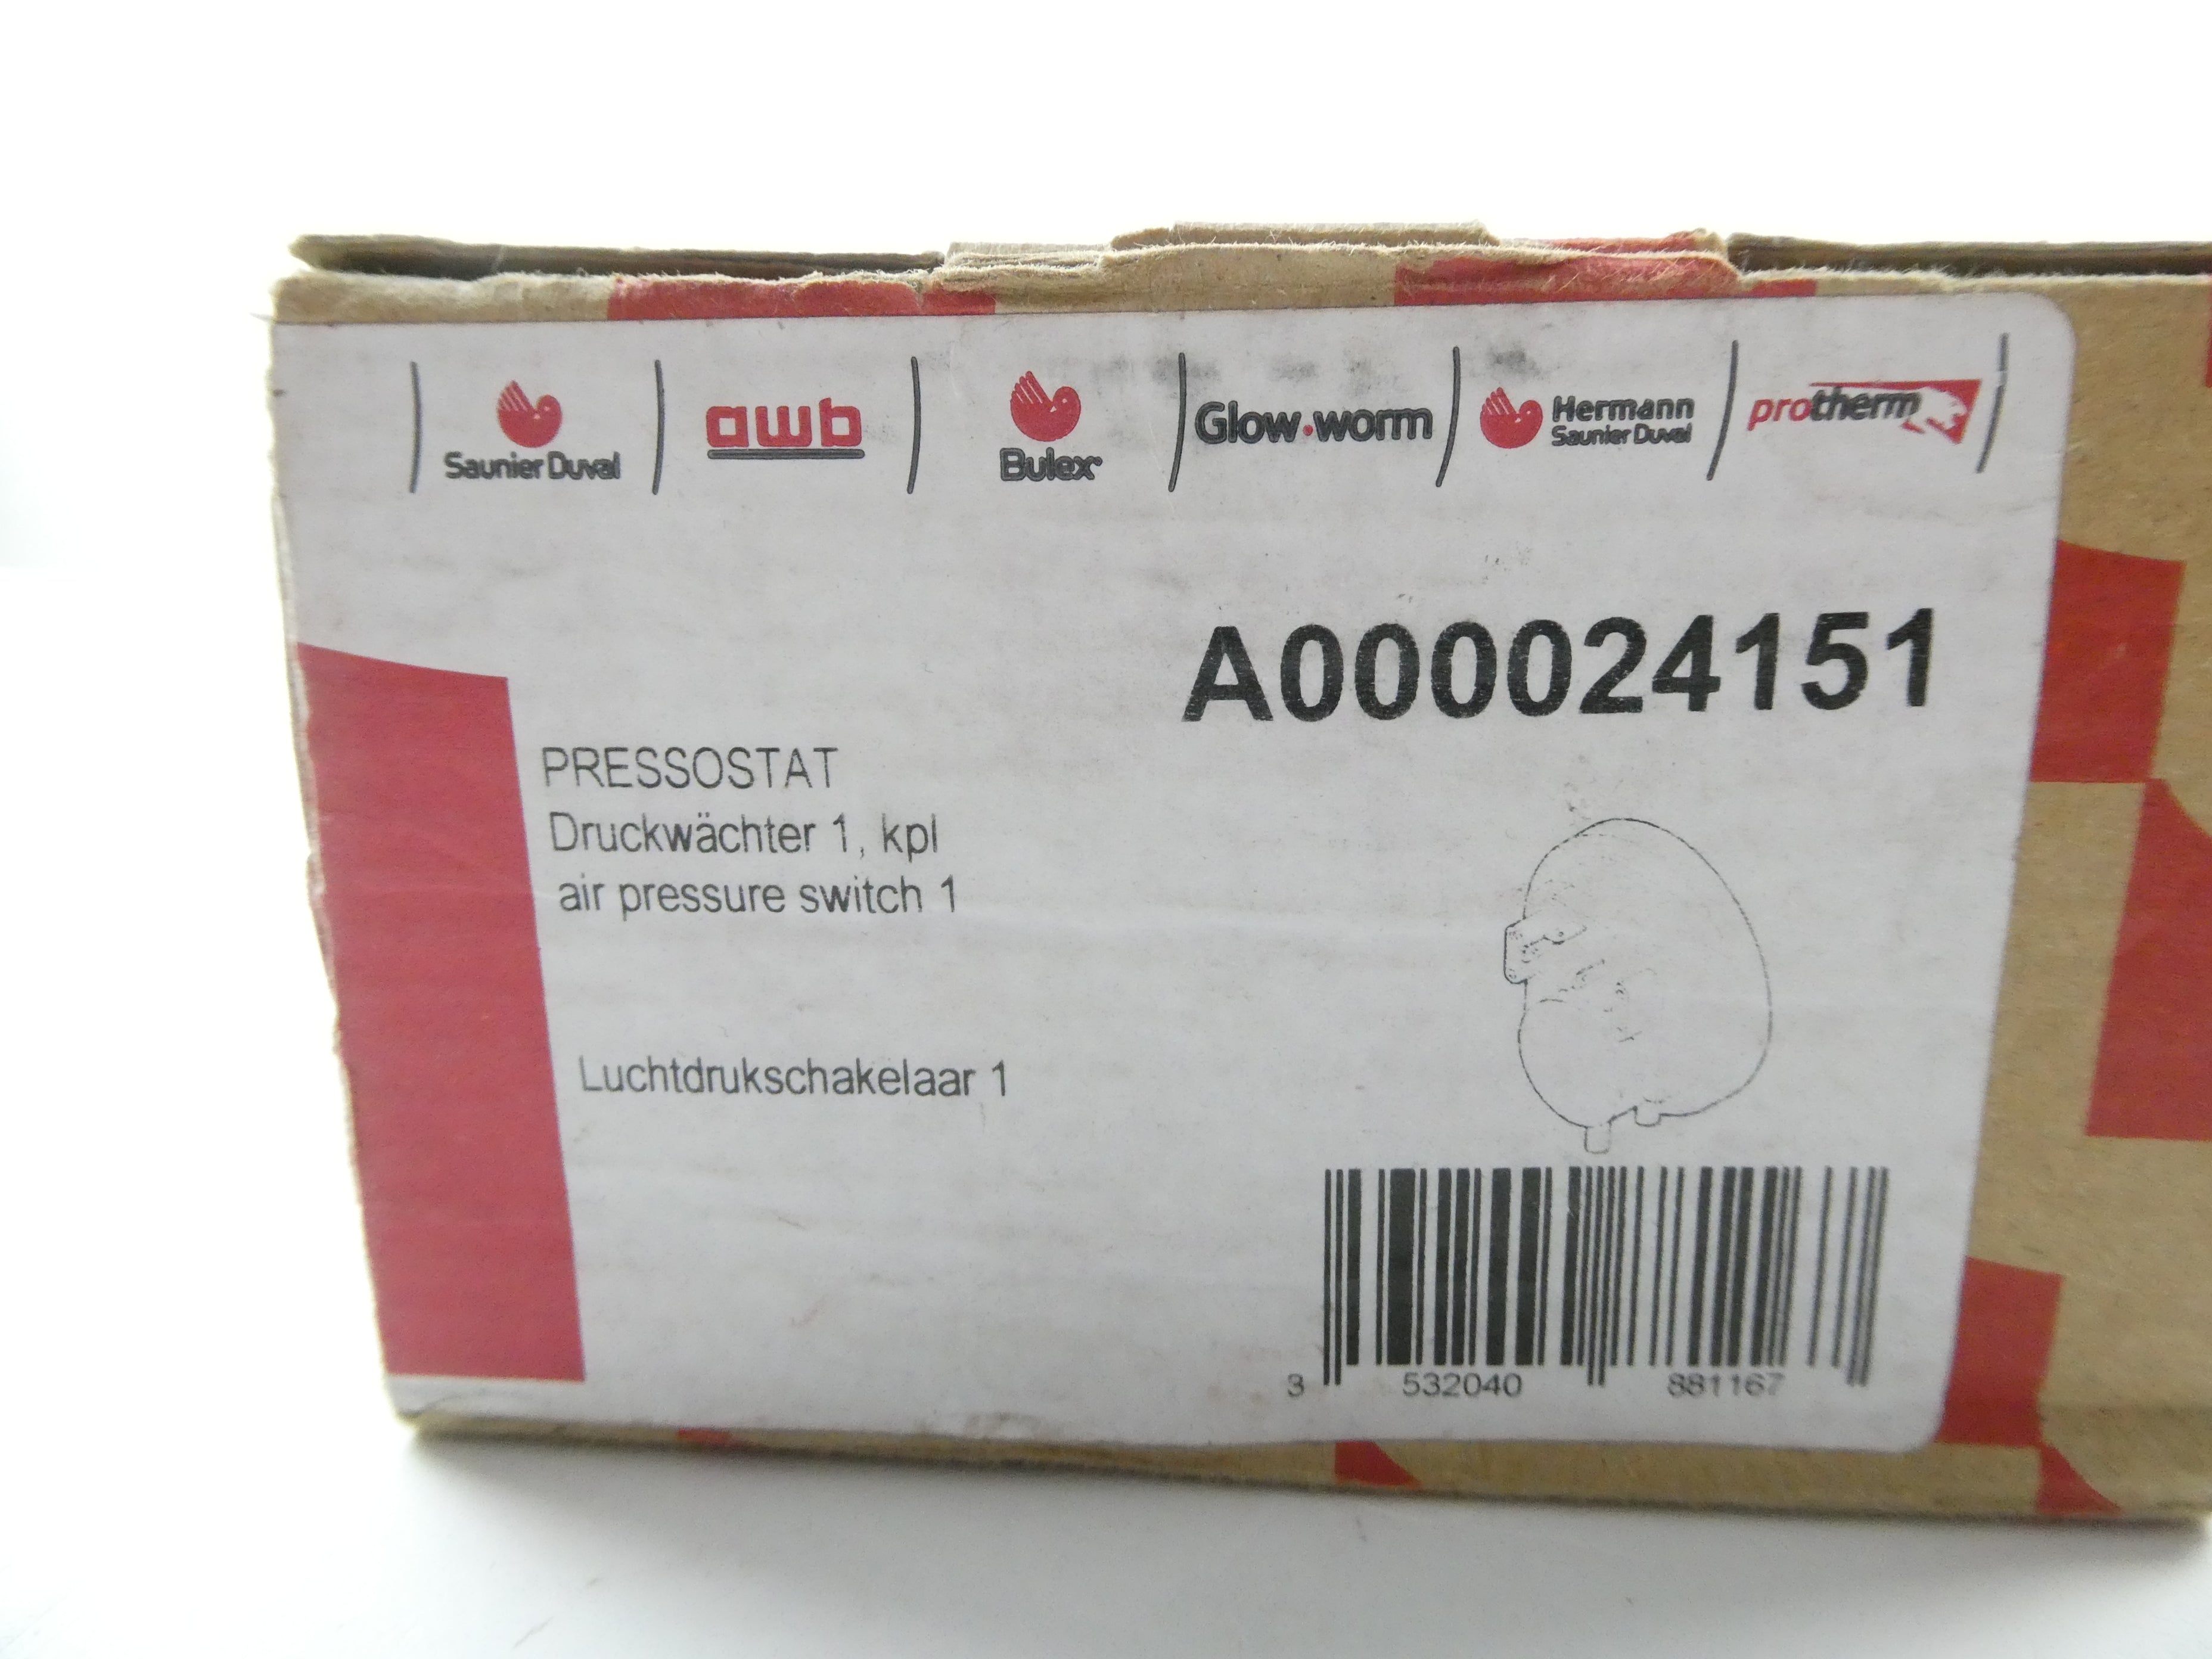 Saunier Duval
awb
Bulex
Glow·worm
Hermann
Saunier Duval
protherm
A000024151
PRESSOSTAT
Druckwächter 1, kpl
air pressure switch 1
Luchtdrukschakelaar 1
3 532040 881167